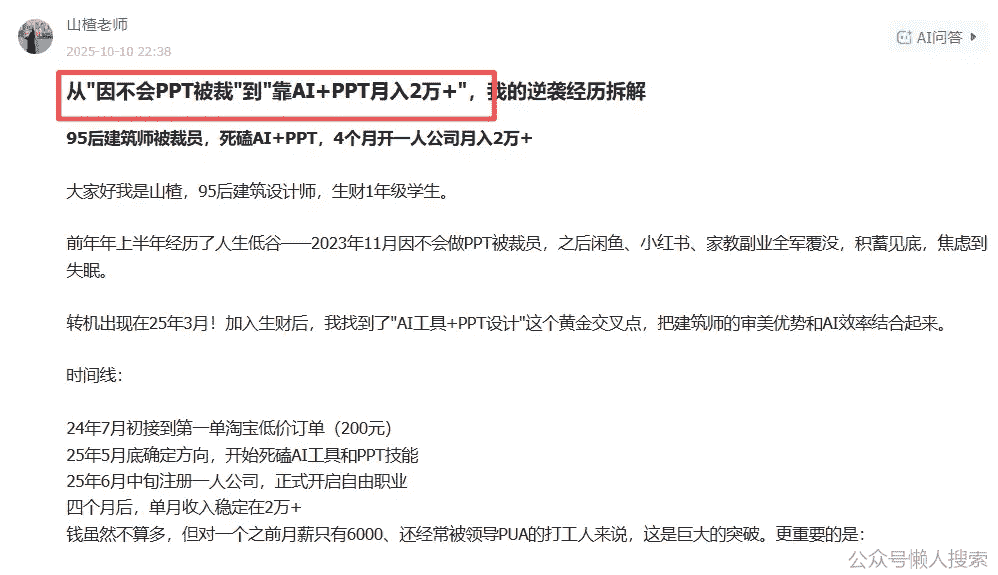 山楂老师
2025-10-10 22:38
AI问答
从"因不会PPT被裁"到"靠AI+PPT月入2万+"，我的逆袭经历拆解
95后建筑师被裁员，死磕AI+PPT，4个月开一人公司月入2万+
大家好我是山楂，95后建筑设计师，生财1年级学生。
前年年上半年经历了人生低谷——2023年11月因不会做PPT被裁员，之后闲鱼、小红书、家教副业全军覆没，积蓄见底，焦虑到
失眠。
转机出现在25年3月！加入生财后，我找到了"AI工具+PPT设计"这个黄金交叉点，把建筑师的审美优势和AI效率结合起来。
时间线：
24年7月初接到第一单淘宝低价订单（200元）
25年5月底确定方向，开始死磕AI工具和PPT技能
25年6月中旬注册一人公司，正式开启自由职业
四个月后，单月收入稳定在2万+
钱虽然不算多，但对一个之前月薪只有6000、还经常被领导PUA的打工人来说，这是巨大的突破。更重要的是：
公众号懒人搜索